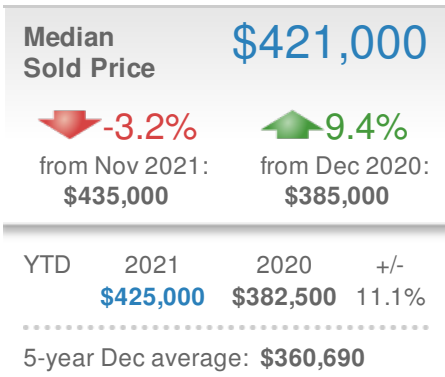 Median
Sold Price
$421,000
-3.2%
from Nov 2021:
$435,000
9.4%
from Dec 2020:
$385,000
YTD 2021 2020 +/-
$425,000 $382,500 11.1%
5-year Dec average: $360,690